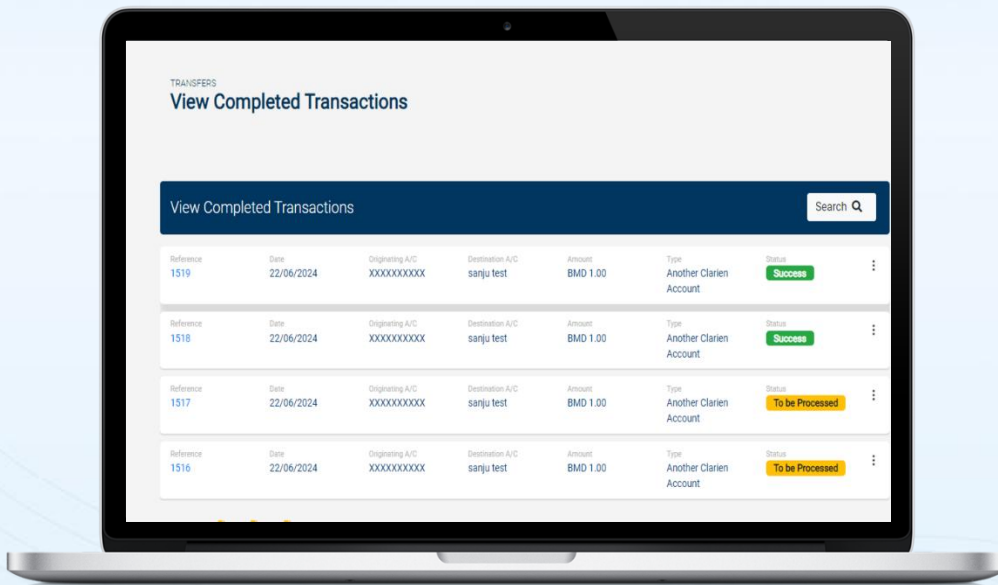 TRANSFERS
View Completed Transactions
View Completed Transactions
Search
Reference Date Originating A/C Destination A/C Amount Type Status
1519 22/06/2024 XXXXXXXXXX sanju test BMD 1.00 Another Clarien Success
Account
Reference Date Originating A/C Destination A/C Amount Type Status
1518 22/06/2024 XXXXXXXXXX sanju test BMD 1.00 Another Clarien Success
Account
Reference Date Originating A/C Destination A/C Amount Type Status
1517 22/06/2024 XXXXXXXXXX sanju test BMD 1.00 Another Clarien To be Processed
Account
Reference Date Originating A/C Destination A/C Amount Type Status
1516 22/06/2024 XXXXXXXXXX sanju test BMD 1.00 Another Clarien To be Processed
Account